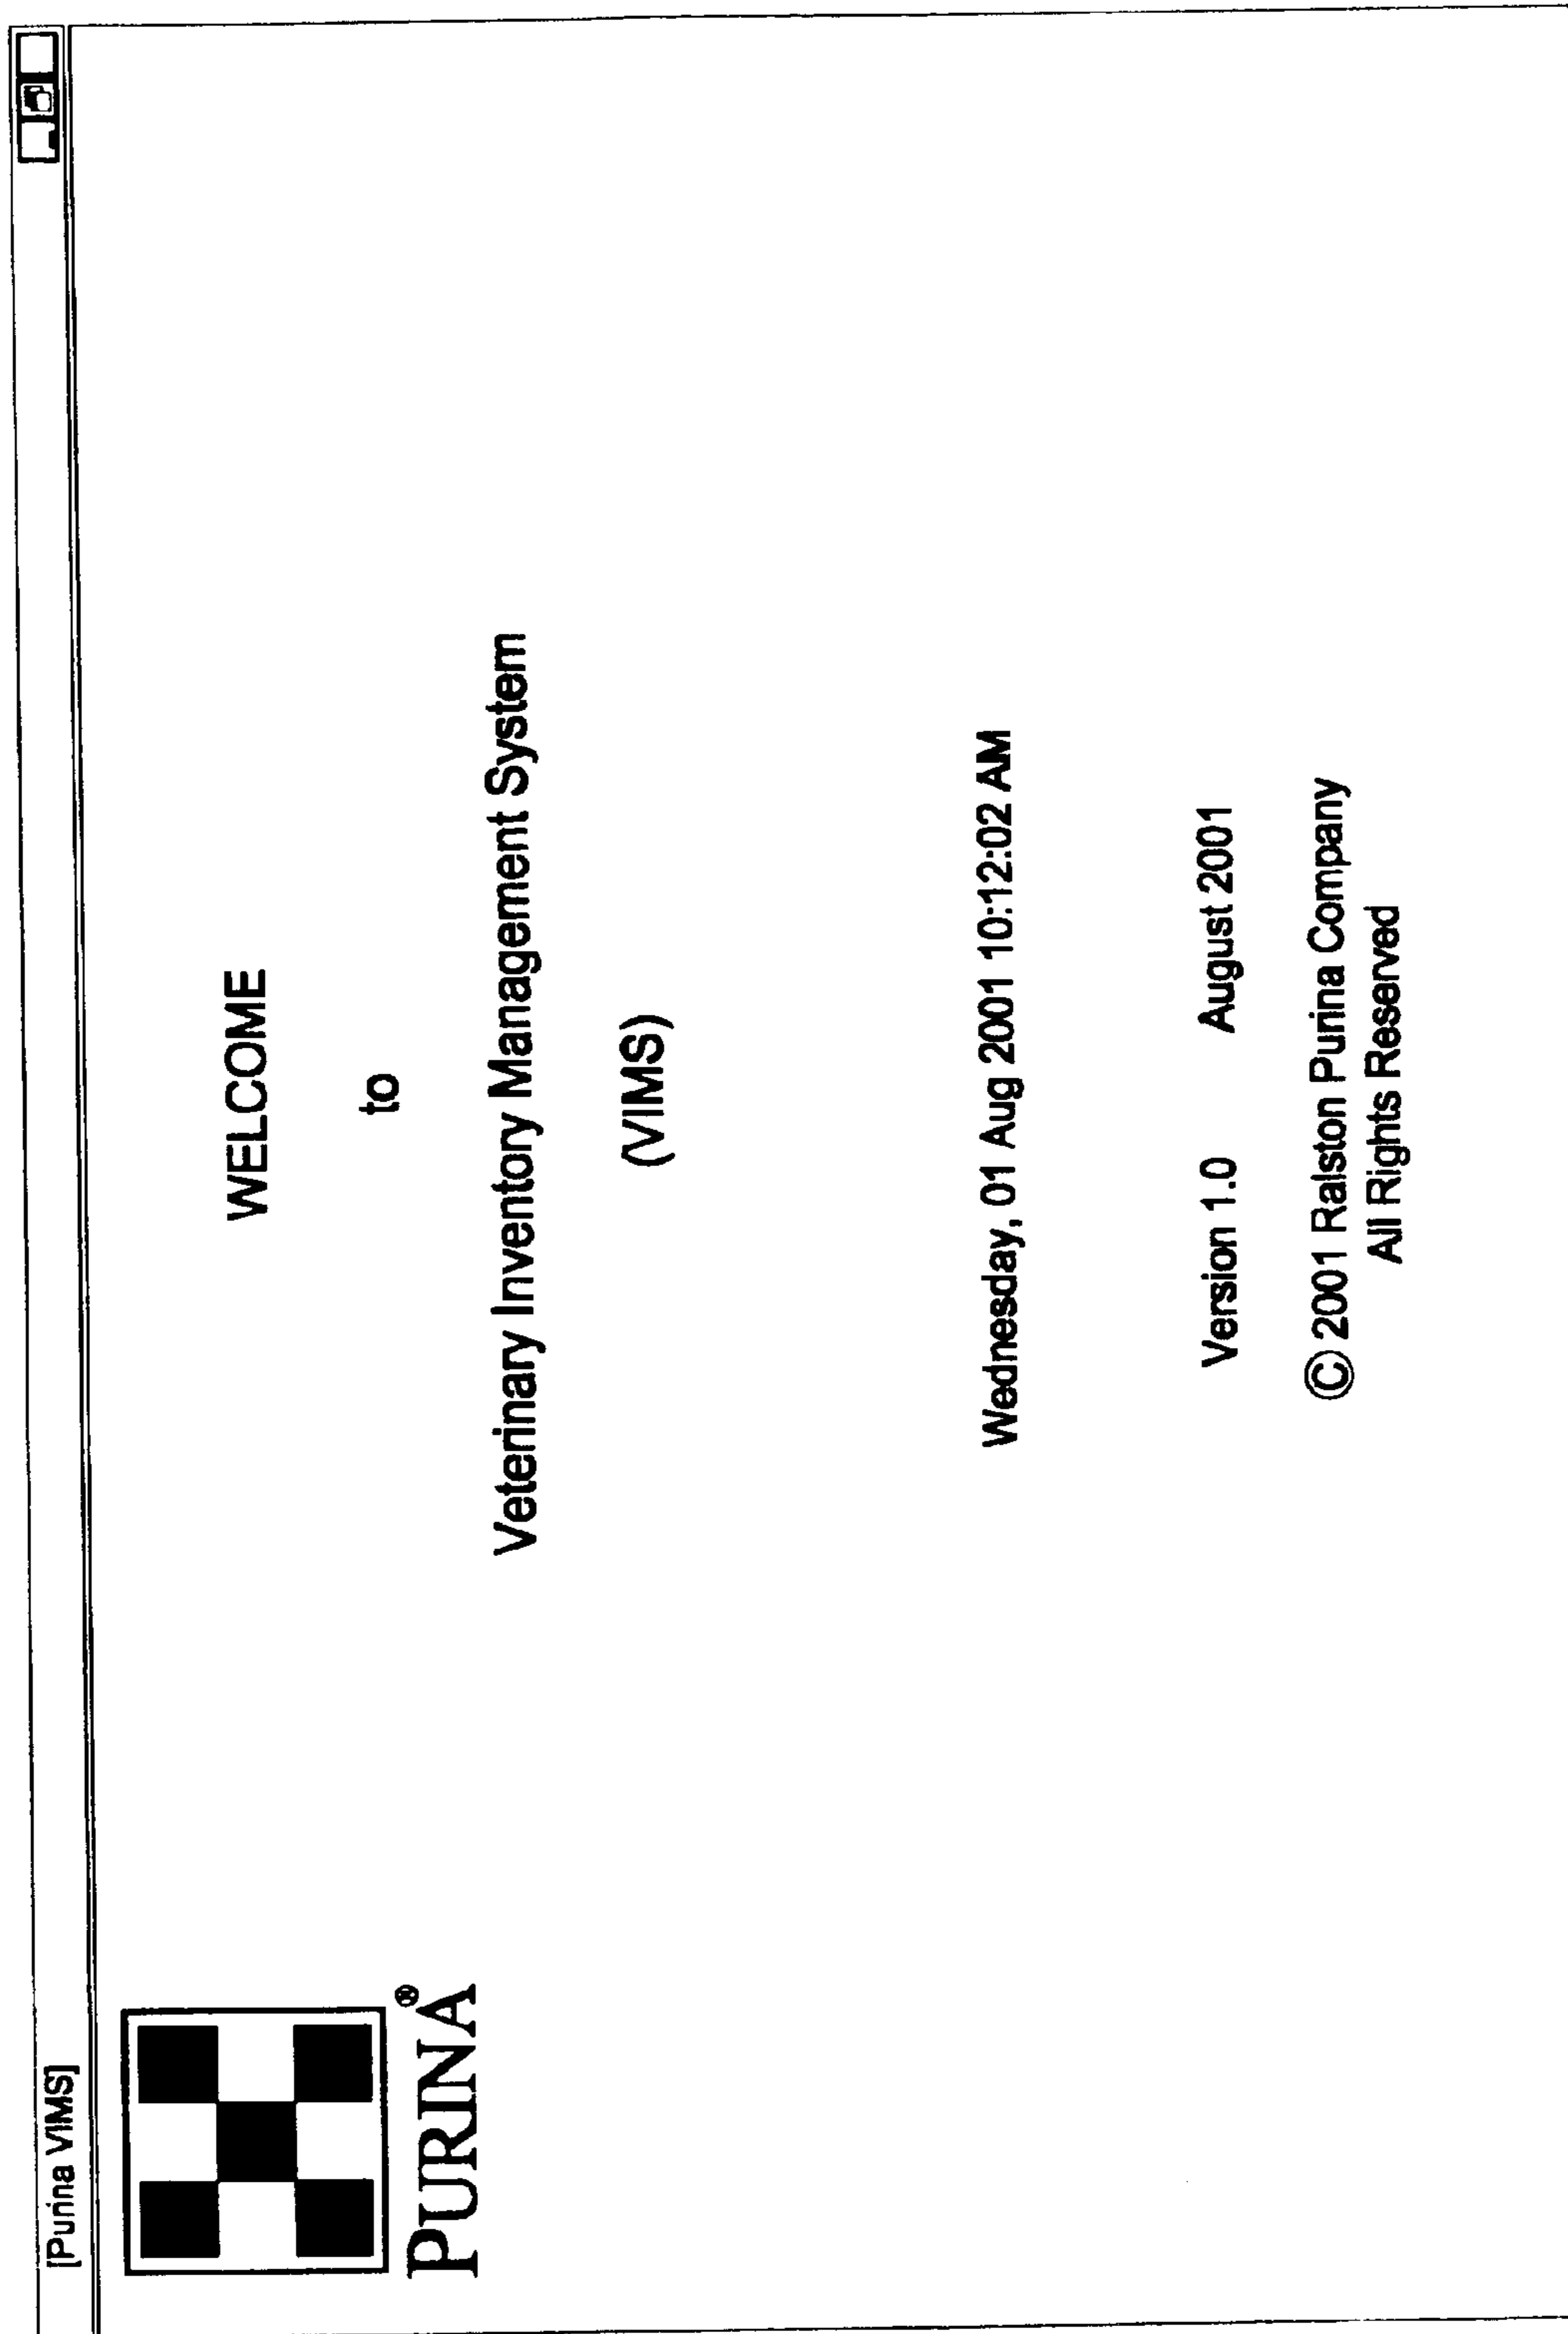 [Purina VIMS]
PURINA®
WELCOME
to
Veterinary Inventory Management System
(VIMS)
Wednesday, 01 Aug 2001 10:12:02 AM
Version 1.0 August 2001
© 2001 Ralston Purina Company
All Rights Reserved